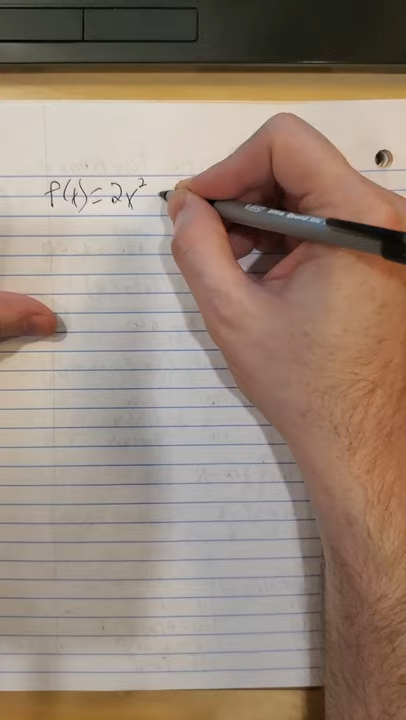 f(x) = 2x²